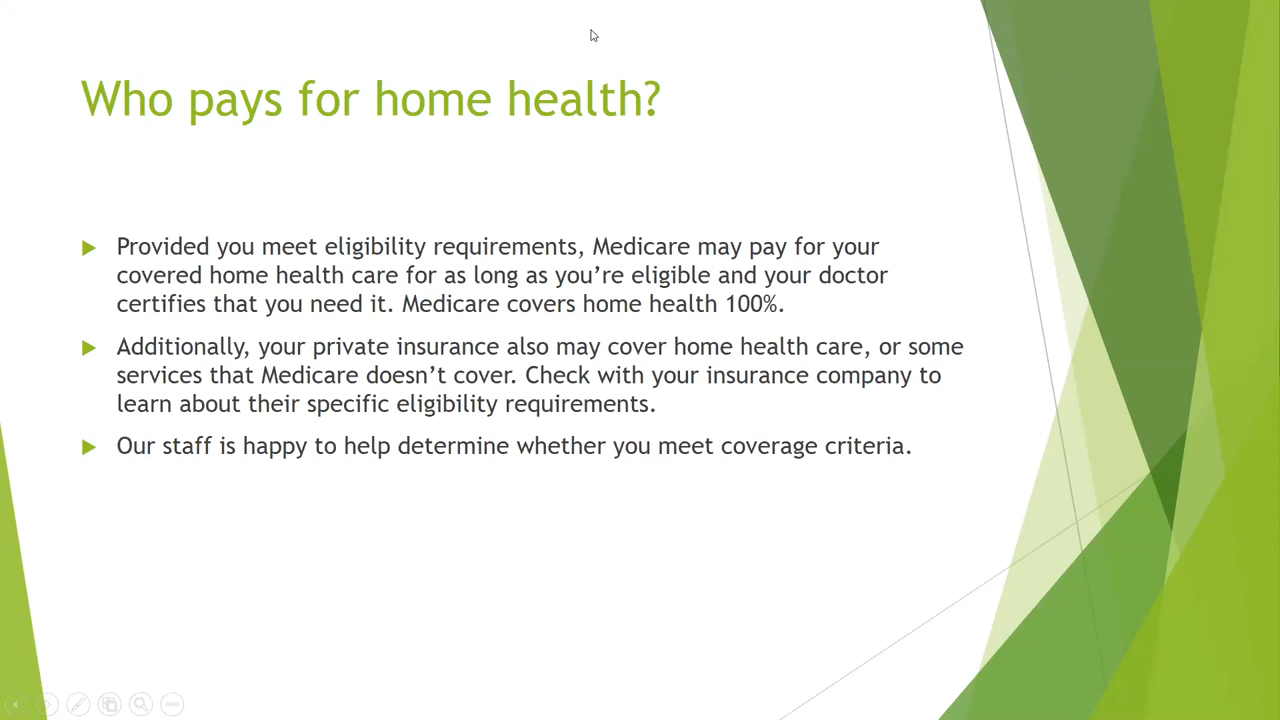 Who pays for home health?
Provided you meet eligibility requirements, Medicare may pay for your
covered home health care for as long as you’re eligible and your doctor
certifies that you need it. Medicare covers home health 100%.
Additionally, your private insurance also may cover home health care, or some
services that Medicare doesn’t cover. Check with your insurance company to
learn about their specific eligibility requirements.
Our staff is happy to help determine whether you meet coverage criteria.